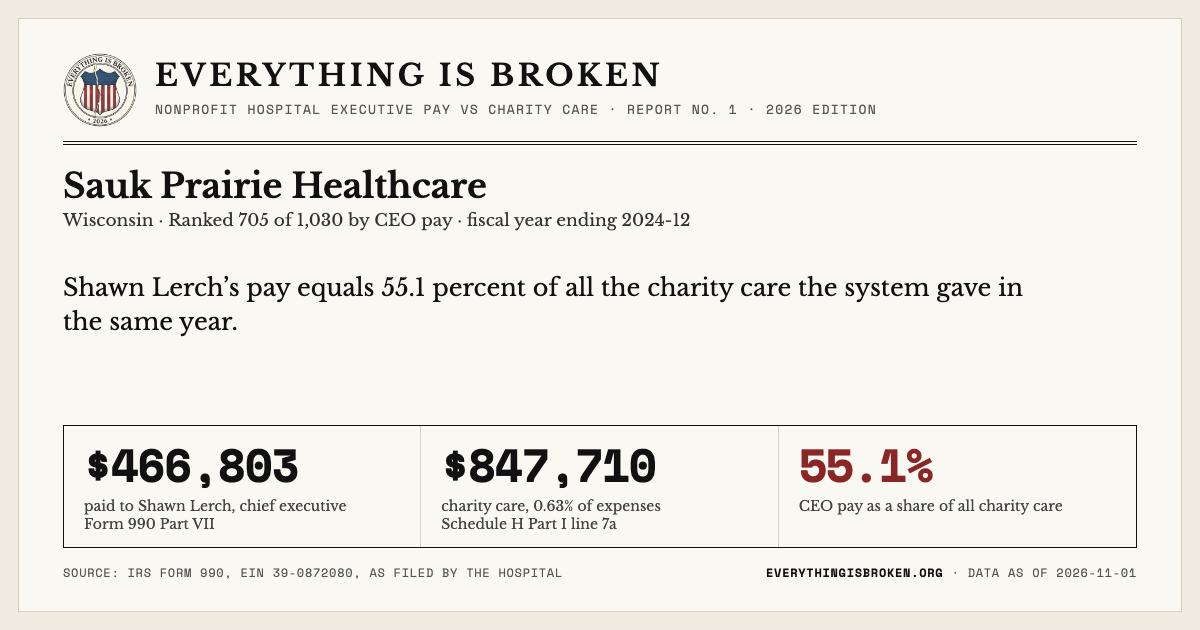 EVERYTHING IS BROKEN
2026
EVERYTHING IS BROKEN
NONPROFIT HOSPITAL EXECUTIVE PAY VS CHARITY CARE · REPORT NO. 1 · 2026 EDITION
Sauk Prairie Healthcare
Wisconsin · Ranked 705 of 1,030 by CEO pay · fiscal year ending 2024-12
Shawn Lerch’s pay equals 55.1 percent of all the charity care the system gave in
the same year.
$466,803
paid to Shawn Lerch, chief executive
Form 990 Part VII
$847,710
charity care, 0.63% of expenses
Schedule H Part I line 7a
55.1%
CEO pay as a share of all charity care
SOURCE: IRS FORM 990, EIN 39-0872080, AS FILED BY THE HOSPITAL
EVERYTHINGISBROKEN.ORG · DATA AS OF 2026-11-01